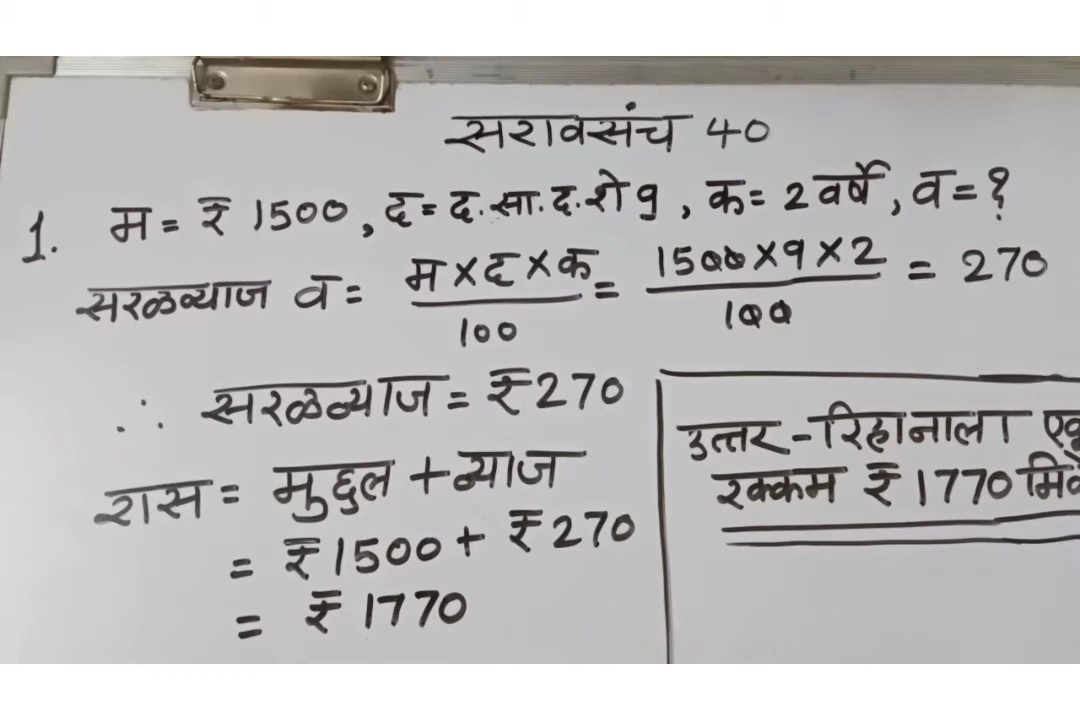 सरावसंच 40
1. म = ₹ 1500, द = द.सा.द.शे 9, क = 2 वर्षे, व = ?
सरळव्याज व = म × द × क / 100 = 1500 × 9 × 2 / 100 = 270
∴ सरळव्याज = ₹ 270
रास = मुद्दल + व्याज
= ₹ 1500 + ₹ 270
= ₹ 1770
उत्तर - रिहानाला
रक्कम ₹ 1770